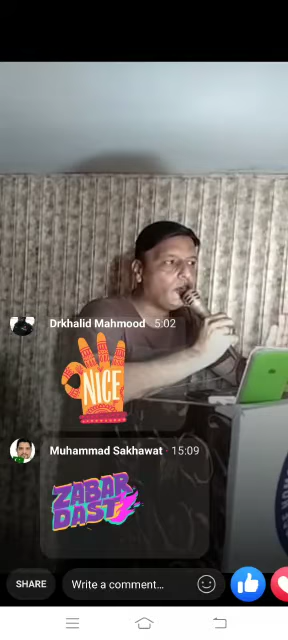 Drkhalid Mahmood 5:02
NICE
Muhammad Sakhawat 15:09
ZABAR
DAST
SHARE
Write a comment...